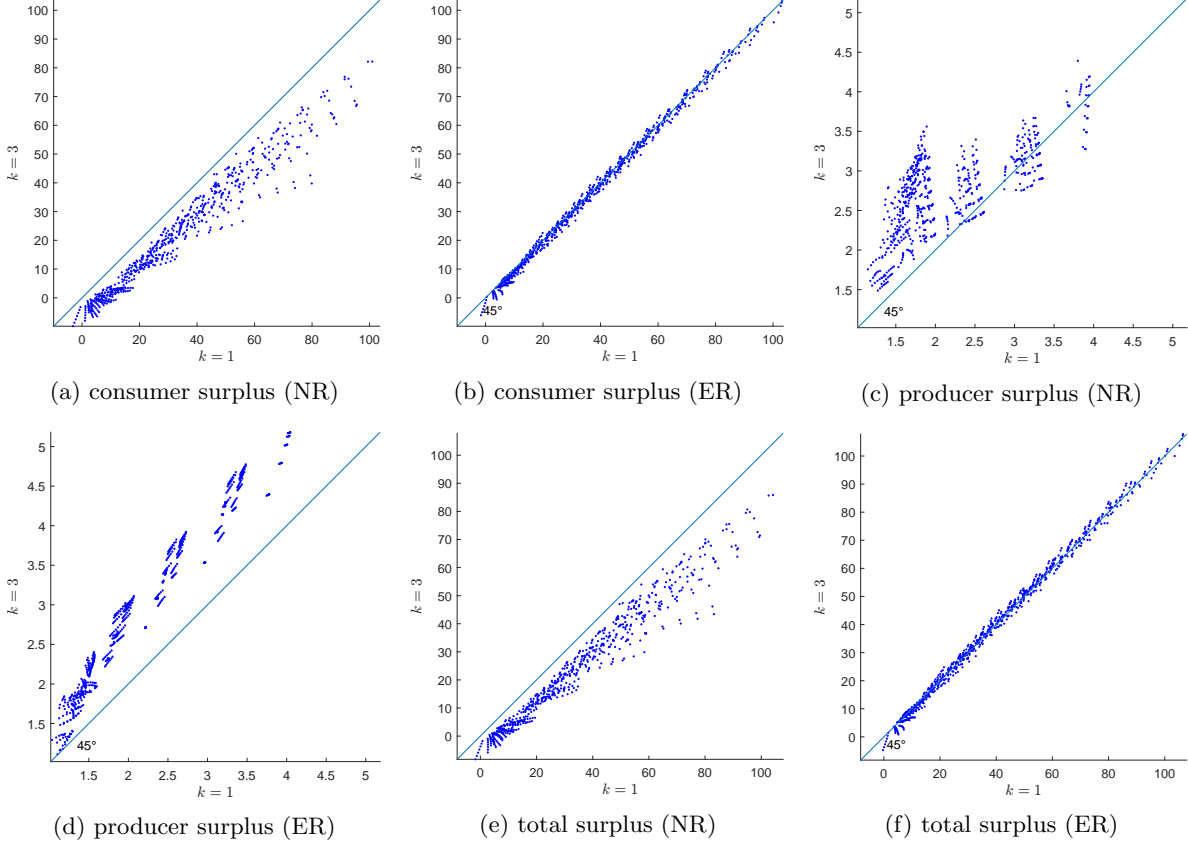 100
90
80
70
60
50
40
30
20
10
0
k = 3
0 20 40 60 80 100
k = 1
(a) consumer surplus (NR)
100
90
80
70
60
50
40
30
20
10
0
k = 3
45°
0 20 40 60 80 100
k = 1
(b) consumer surplus (ER)
5
4.5
4
3.5
3
2.5
2
1.5
k = 3
45°
1.5 2 2.5 3 3.5 4 4.5 5
k = 1
(c) producer surplus (NR)
5
4.5
4
3.5
3
2.5
2
1.5
k = 3
45°
1.5 2 2.5 3 3.5 4 4.5 5
k = 1
(d) producer surplus (ER)
100
90
80
70
60
50
40
30
20
10
0
k = 3
0 20 40 60 80 100
k = 1
(e) total surplus (NR)
100
90
80
70
60
50
40
30
20
10
0
k = 3
45°
0 20 40 60 80 100
k = 1
(f) total surplus (ER)